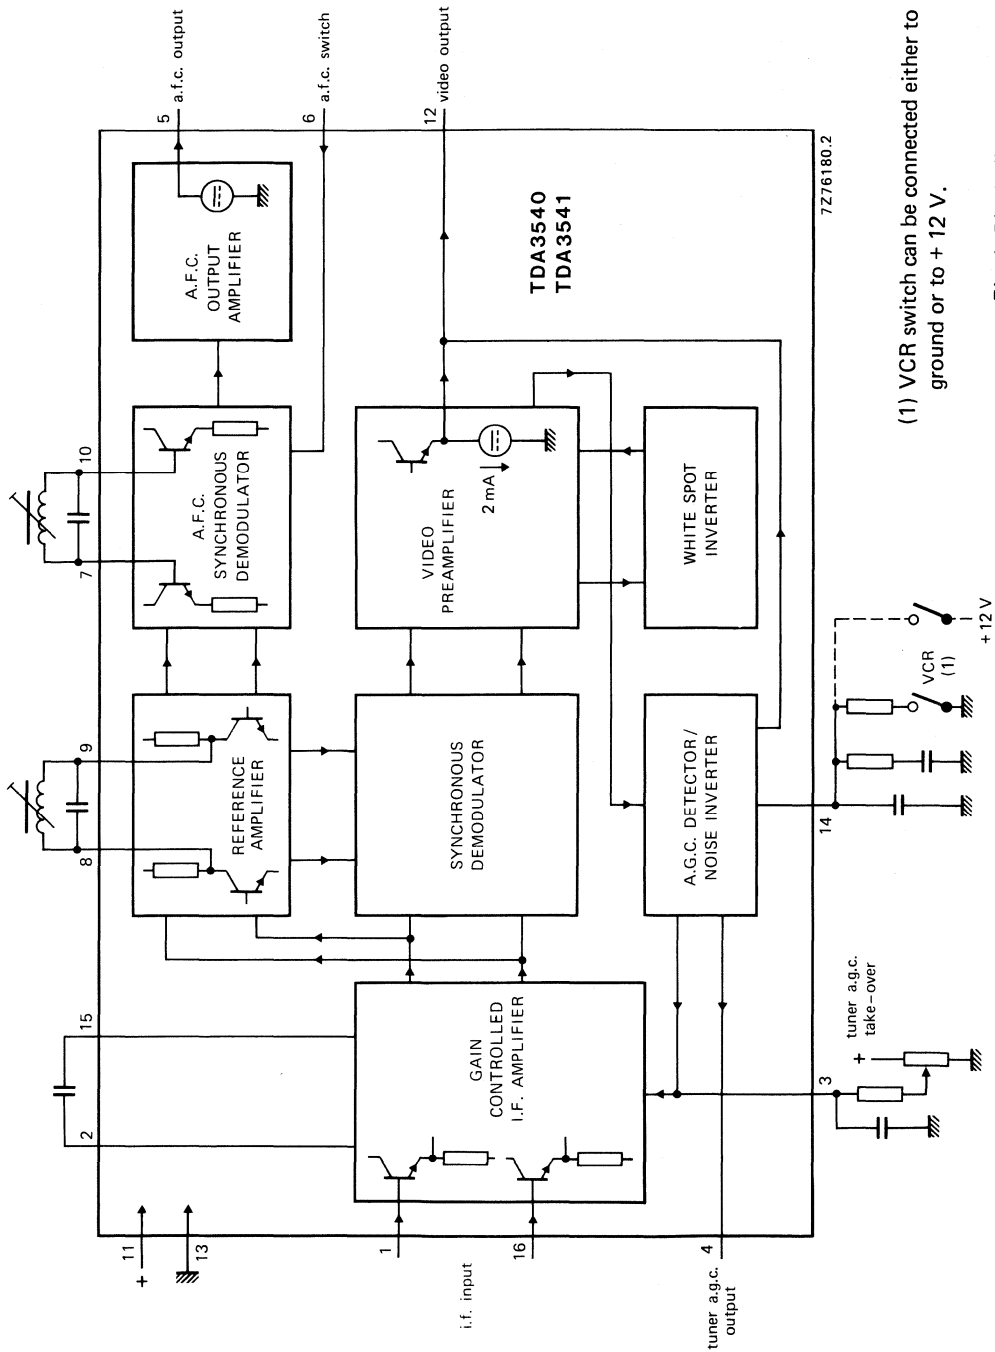 2
15
8
9
7
10
11
+
13
5
a.f.c. output
6
a.f.c. switch
12
video output
REFERENCE
AMPLIFIER
A.F.C.
SYNCHRONOUS
DEMODULATOR
A.F.C.
OUTPUT
AMPLIFIER
1
16
i.f. input
GAIN
CONTROLLED
I.F. AMPLIFIER
SYNCHRONOUS
DEMODULATOR
VIDEO
PREAMPLIFIER
2 mA
TDA3540
TDA3541
4
tuner a.g.c.
output
A.G.C. DETECTOR/
NOISE INVERTER
WHITE SPOT
INVERTER
3
14
7Z76180.2
+
tuner a.g.c.
take-over
VCR
(1)
+12 V
(1) VCR switch can be connected either to
ground or to + 12 V.